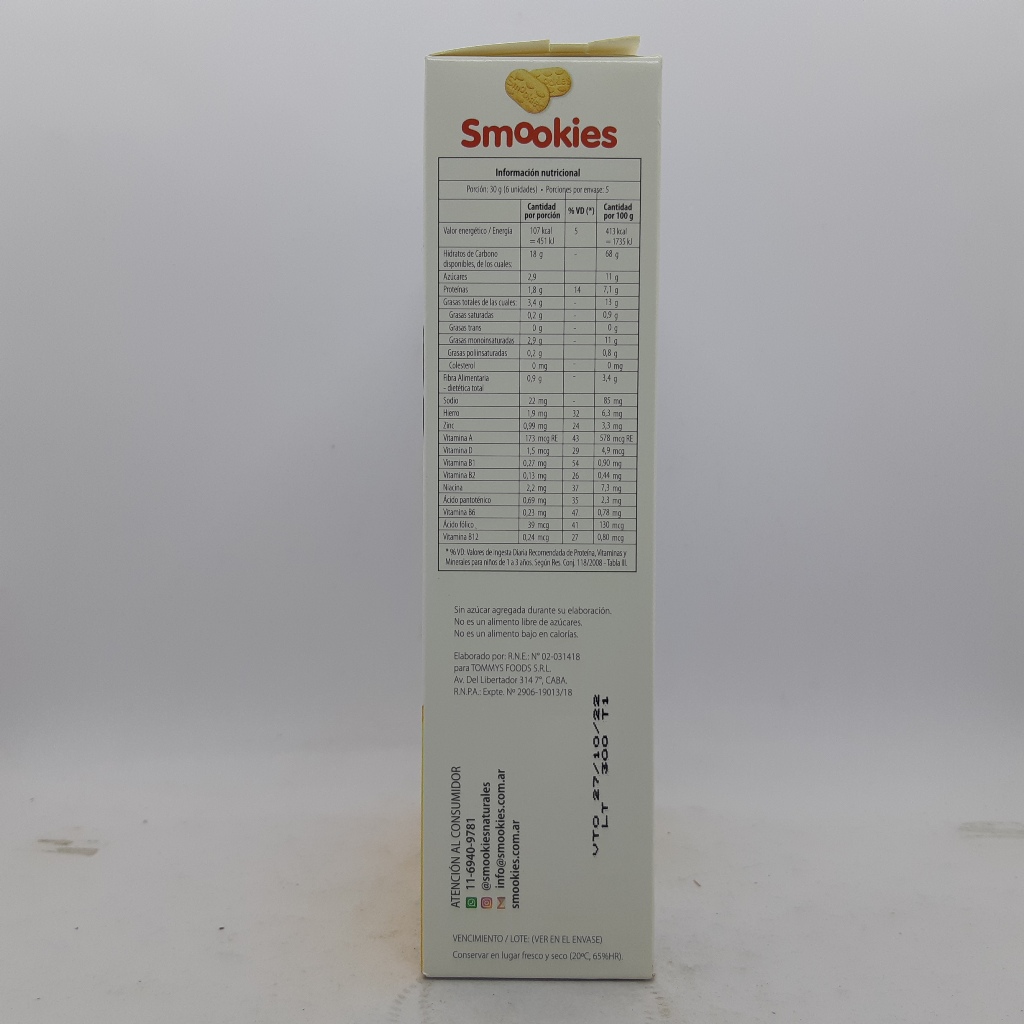 Smookies
Información nutricional
Porción: 30 g (6 unidades) • Porciones por envase: 5
Cantidad por porción % VD (*) Cantidad por 100 g
Valor energético / Energía 107 kcal = 451 kJ 5 413 kcal = 1735 kJ
Hidratos de Carbono disponibles, de los cuales: 18 g - 68 g
Azúcares 2,9 11 g
Proteínas 1,8 g 14 7,1 g
Grasas totales de las cuales: 3,4 g - 13 g
Grasas saturadas 0,2 g - 0,9 g
Grasas trans 0 g - 0 g
Grasas monoinsaturadas 2,9 g - 11 g
Grasas poliinsaturadas 0,2 g 0,8 g
Colesterol 0 mg - 0 mg
Fibra Alimentaria - dietética total 0,9 g - 3,4 g
Sodio 22 mg - 85 mg
Hierro 1,9 mg 32 6,3 mg
Zinc 0,99 mg 24 3,3 mg
Vitamina A 173 mcg RE 43 578 mcg RE
Vitamina D 1,5 mcg 29 4,9 mcg
Vitamina B1 0,27 mg 54 0,90 mg
Vitamina B2 0,13 mg 26 0,44 mg
Niacina 2,2 mg 37 7,3 mg
Ácido pantoténico 0,69 mg 35 2,3 mg
Vitamina B6 0,23 mg 47 0,78 mg
Ácido fólico 39 mcg 41 130 mcg
Vitamina B12 0,24 mcg 27 0,80 mcg
* % VD: Valores de Ingesta Diaria Recomendada de Proteína, Vitaminas y
Minerales para niños de 1 a 3 años. Según Res. Conj. 118/2008 - Tabla III.
Sin azúcar agregada durante su elaboración.
No es un alimento libre de azúcares.
No es un alimento bajo en calorías.
Elaborado por: R.N.E.: N° 02-031418
para TOMMYS FOODS S.R.L.
Av. Del Libertador 314 7°, CABA.
R.N.P.A.: Expte. Nº 2906-19013/18
VTO 27/10/22
LT 300 T1
ATENCIÓN AL CONSUMIDOR
11-6940-9781
@smookiesnaturales
info@smookies.com.ar
smookies.com.ar
VENCIMIENTO / LOTE: (VER EN EL ENVASE)
Conservar en lugar fresco y seco (20ºC, 65%HR)